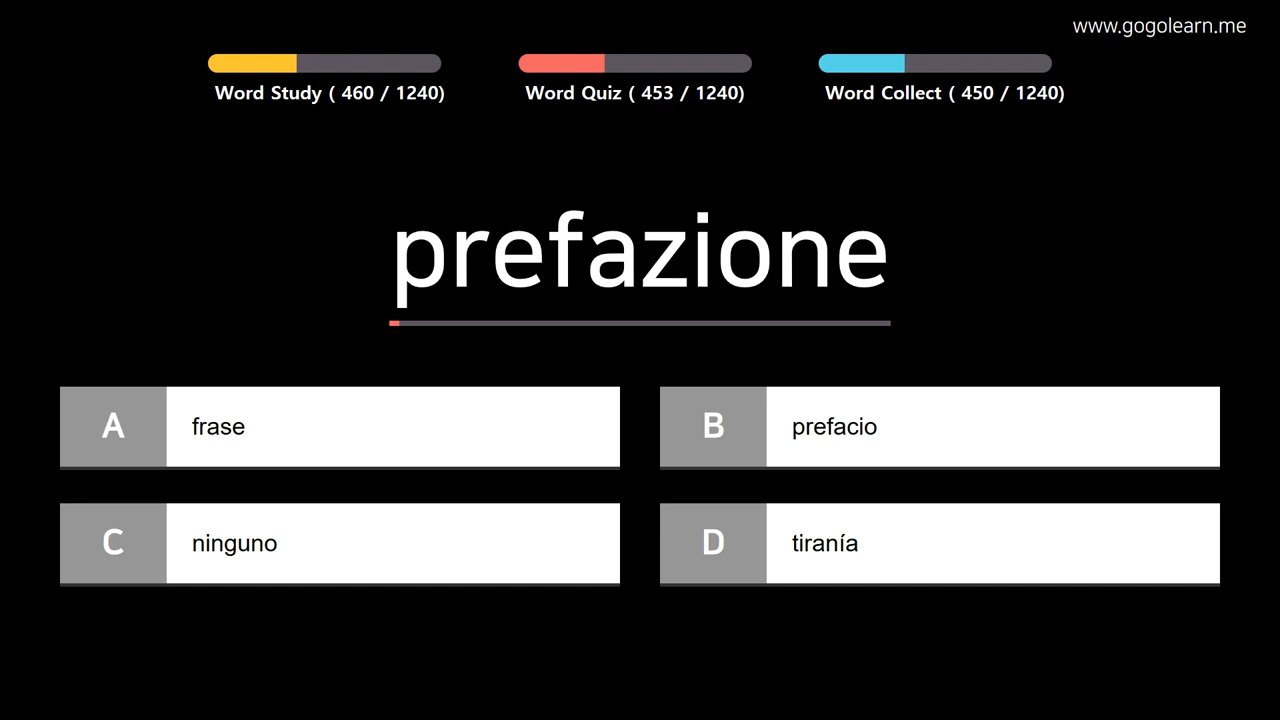 www.gogolearn.me
Word Study ( 460 / 1240)
Word Quiz ( 453 / 1240)
Word Collect ( 450 / 1240)
prefazione
A frase
B prefacio
C ninguno
D tiranía